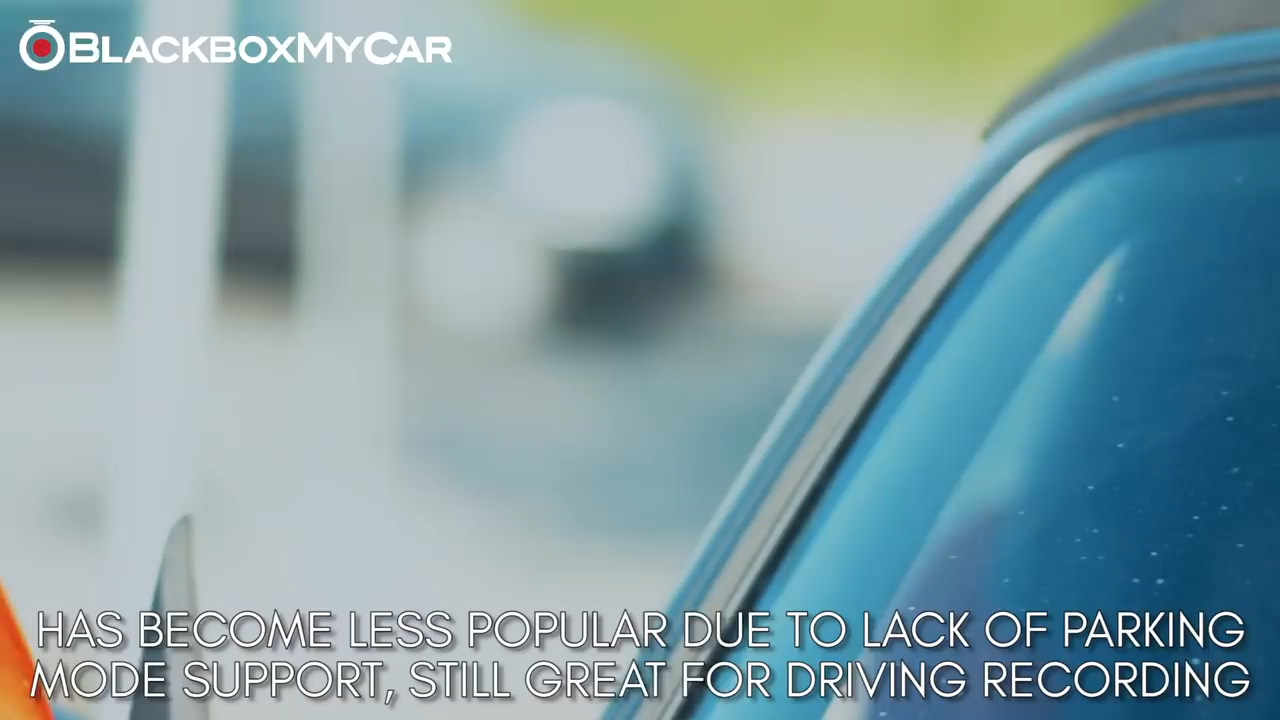 BLACKBOXMYCAR
HAS BECOME LESS POPULAR DUE TO LACK OF PARKING
MODE SUPPORT, STILL GREAT FOR DRIVING RECORDING